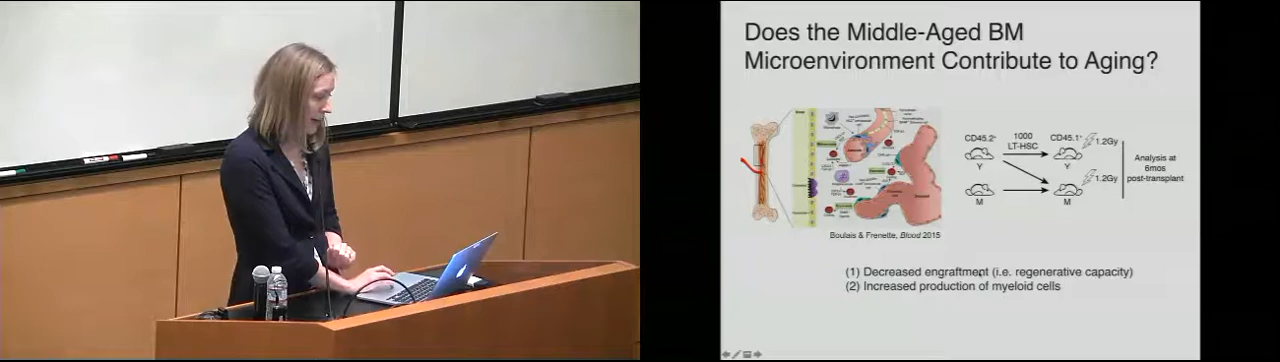 Does the Middle-Aged BM
Microenvironment Contribute to Aging?
CD45.2+
1000
LT-HSC
CD45.1+
1.2Gy
Y
Y
1.2Gy
M
M
Analysis at
6mos
post-transplant
Boulais & Frenette, Blood 2015
(1) Decreased engraftment (i.e. regenerative capacity)
(2) Increased production of myeloid cells